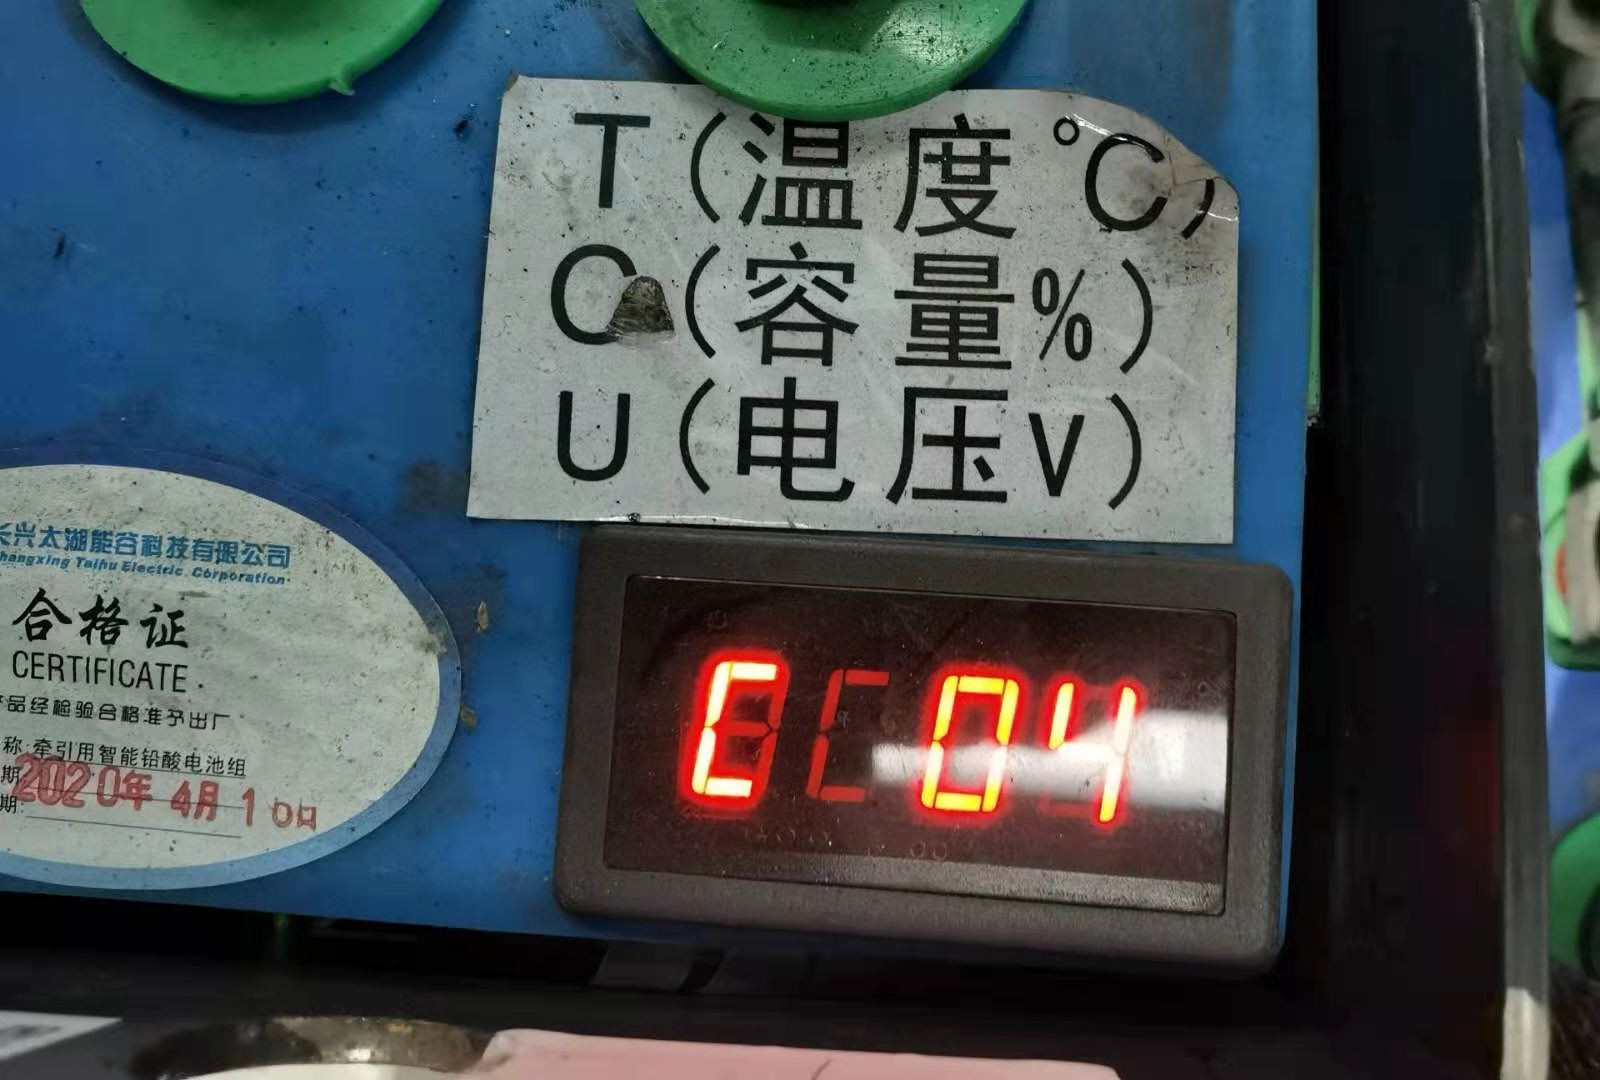 T(温度℃)
C(容量%)
U(电压V)
长兴太湖能谷科技有限公司
hangxing Taihu Electric Corporation
合格证
CERTIFICATE
产品经检验合格准予出厂
称:牵引用智能铅酸电池组
期 2020年4月10日
期:
C 04